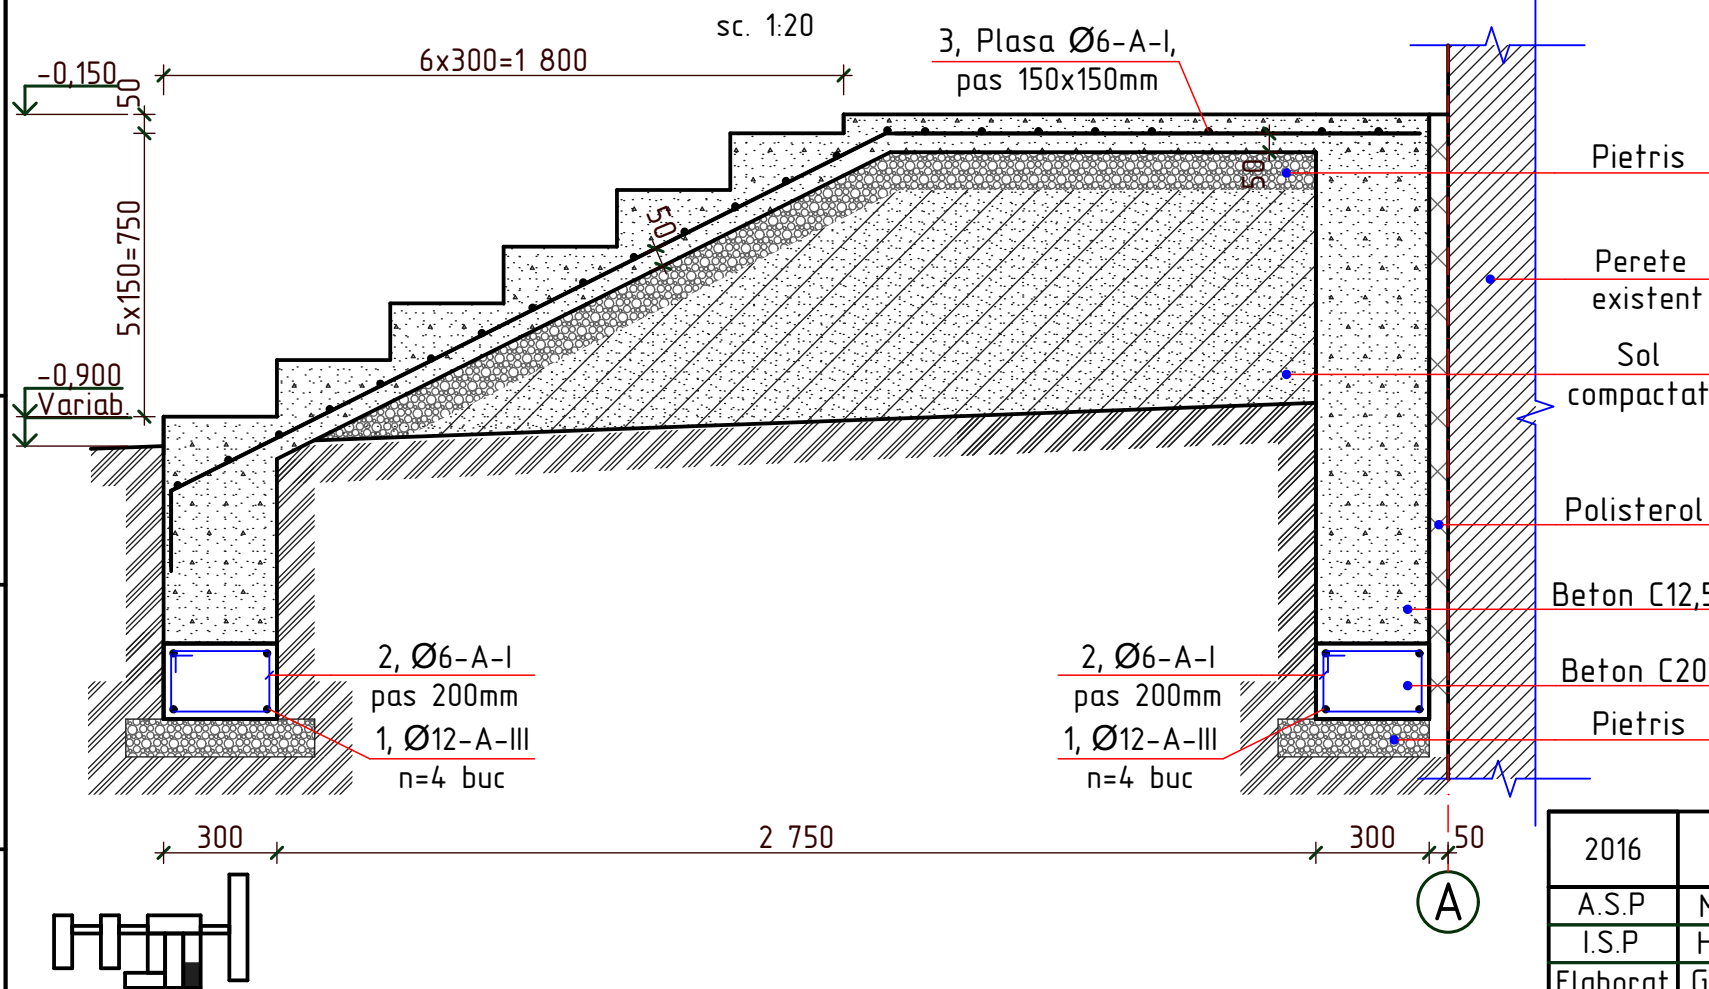 sc. 1:20
6x300=1 800
3, Plasa Ø6-A-I,
pas 150x150mm
-0,150
50
5x150=750
-0,900
Variab.
50
50
Pietris
Perete
existent
Sol
compactat
Polisterol
Beton C12,5
Beton C20
Pietris
2, Ø6-A-I
pas 200mm
1, Ø12-A-III
n=4 buc
2, Ø6-A-I
pas 200mm
1, Ø12-A-III
n=4 buc
300
2 750
300
50
A
2016
A.S.P
I.S.P
Elaborat